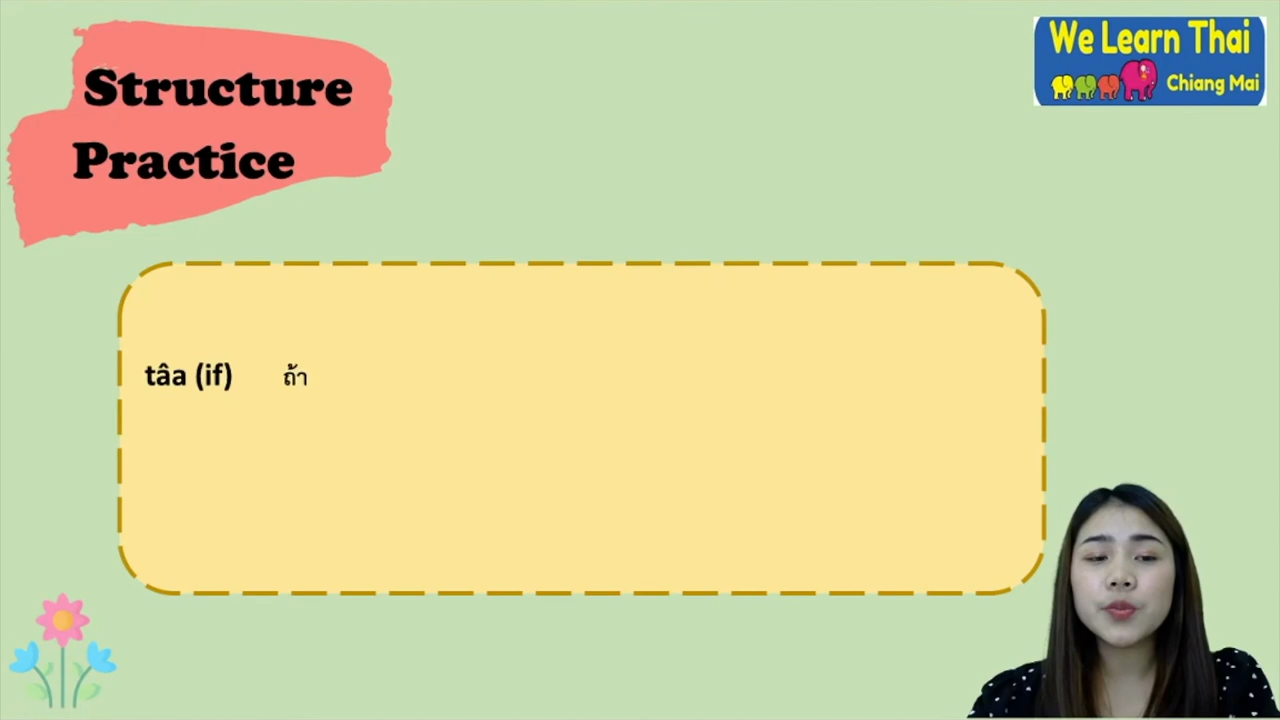 Structure
Practice
We Learn Thai
Chiang Mai
tâa (if) ถ้า